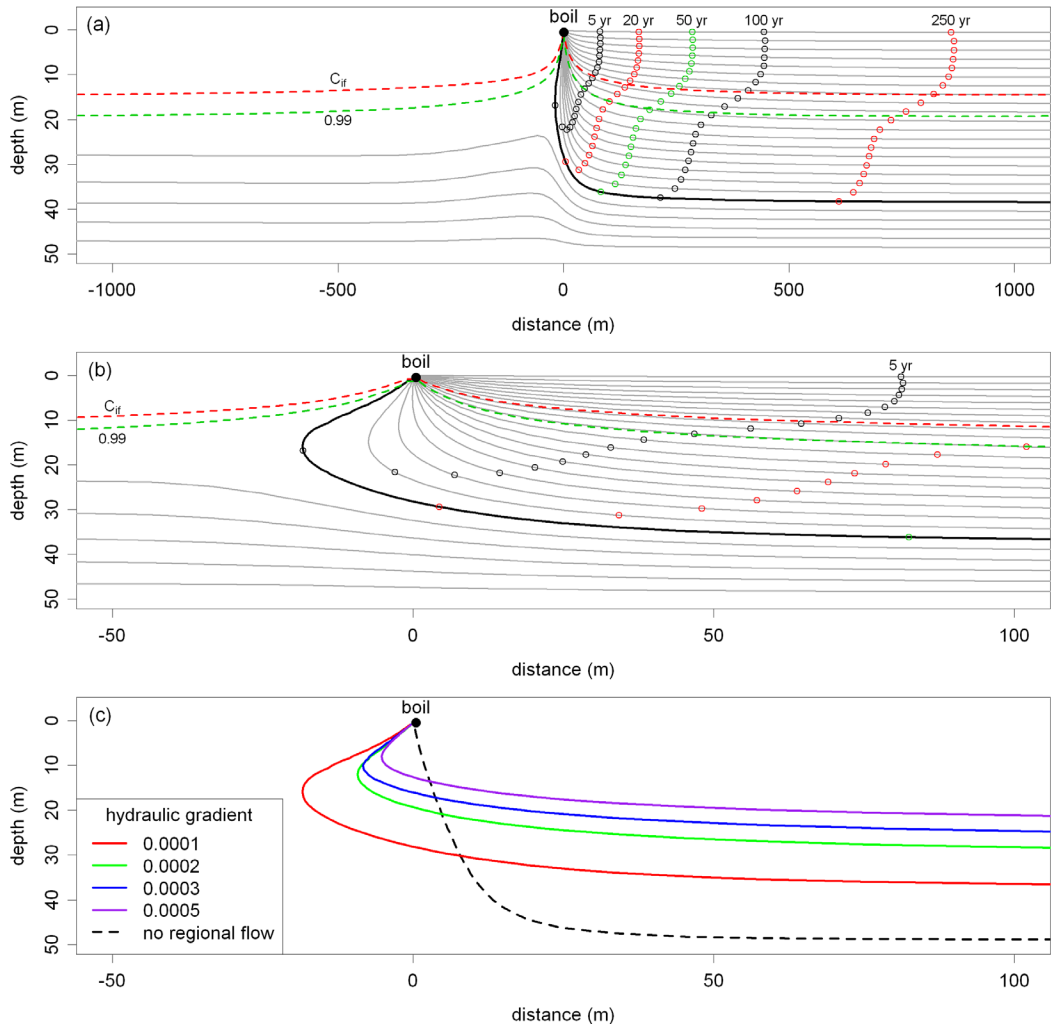 (a)
boil
5 yr 20 yr 50 yr 100 yr 250 yr
C_if
0.99
0
10
20
30
40
50
depth (m)
-1000 -500 0 500 1000
distance (m)
(b)
boil
5 yr
C_if
0.99
0
10
20
30
40
50
depth (m)
-50 0 50 100
distance (m)
(c)
boil
0
10
20
30
40
50
depth (m)
hydraulic gradient
0.0001
0.0002
0.0003
0.0005
no regional flow
-50 0 50 100
distance (m)